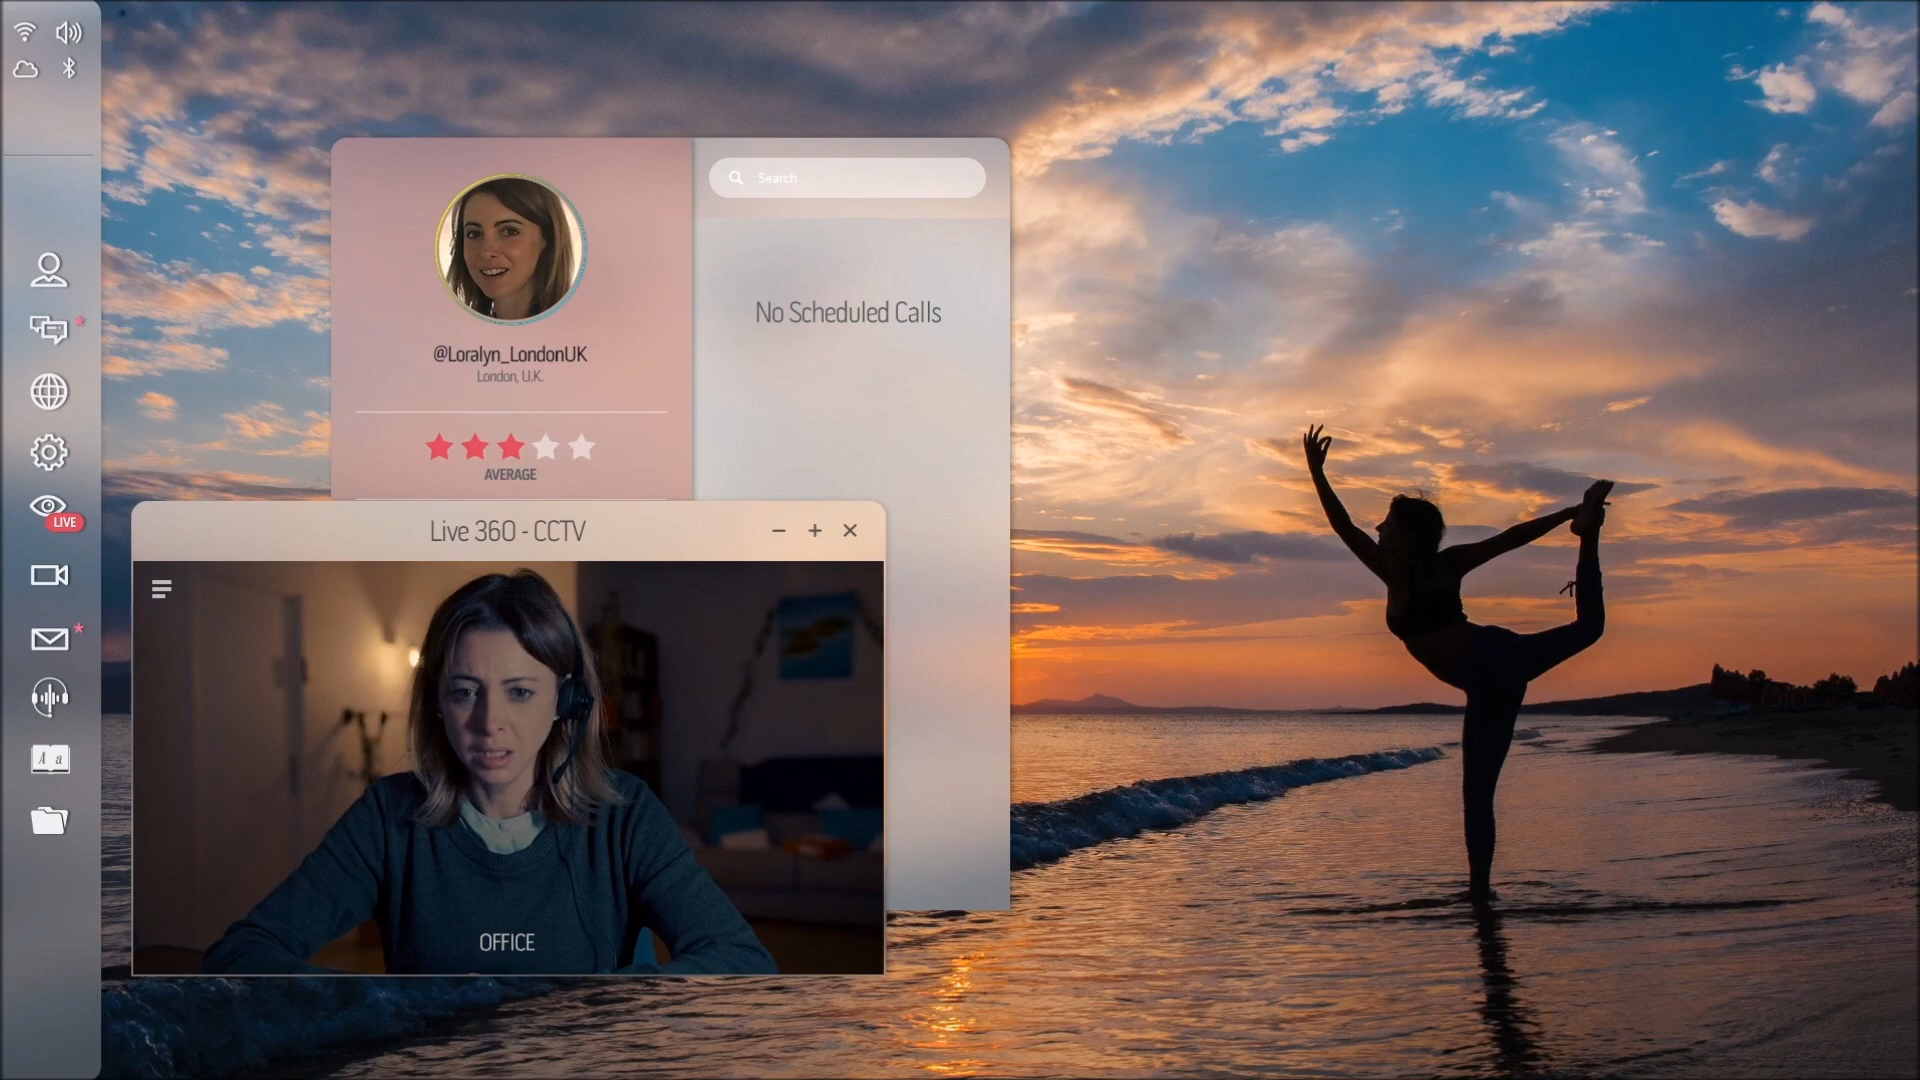 Search
No Scheduled Calls
@Loralyn_LondonUK
London, U.K.
AVERAGE
Live 360 - CCTV
LIVE
A a
OFFICE